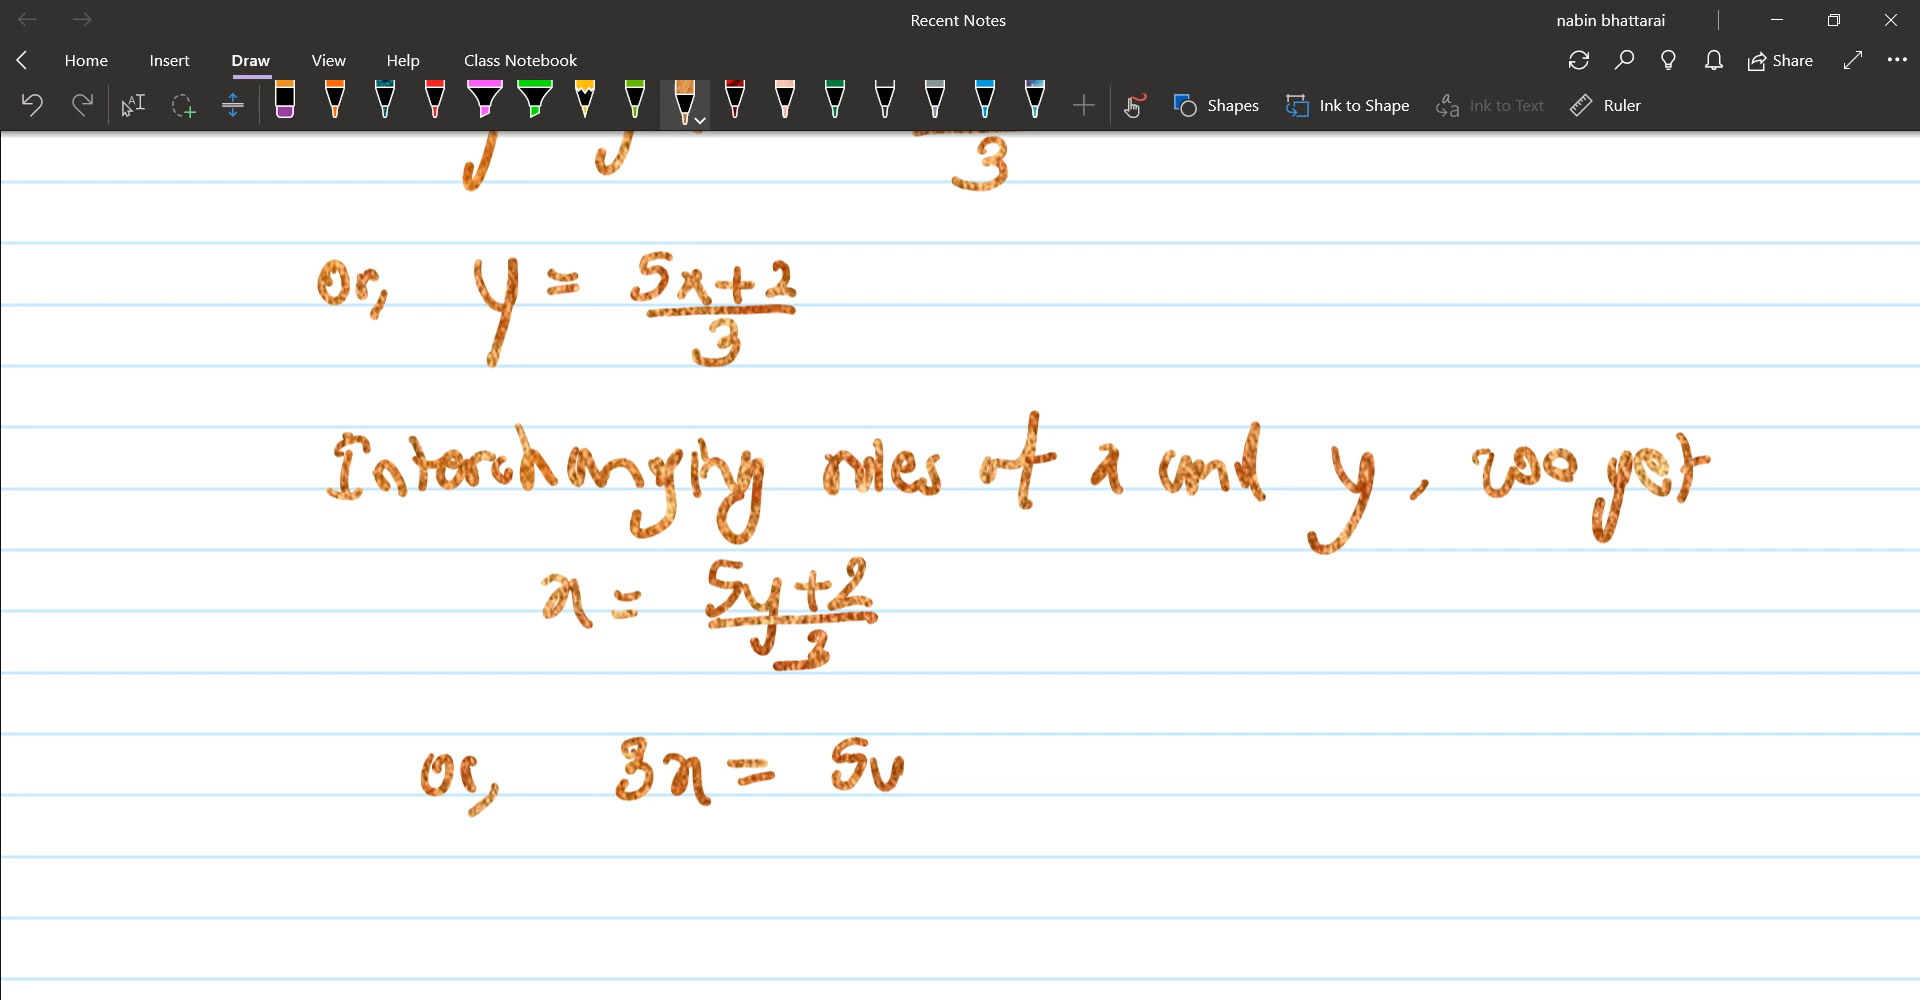 Recent Notes nabin bhattarai
Home Insert Draw View Help Class Notebook Share
Shapes Ink to Shape Ink to Text Ruler
3
Or, y = 5x+2
3
Interchanging roles of x and y, we get
x = 5y+2
3
or, 3x = 5